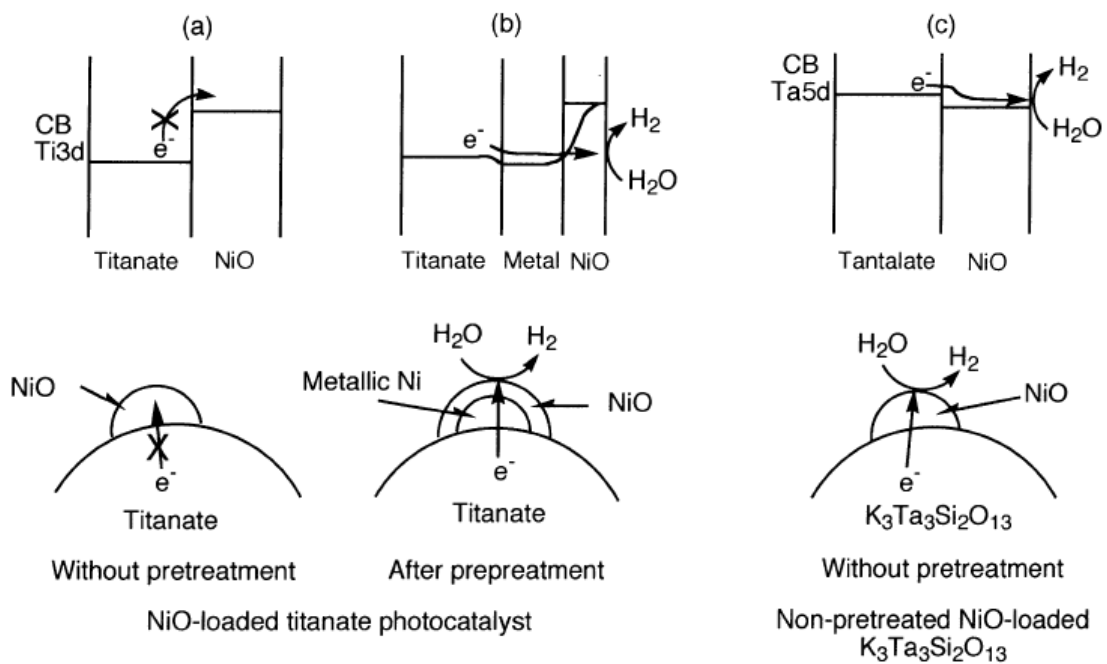 (a)
CB
Ti3d
e⁻
Titanate
NiO
(b)
e⁻
H₂
H₂O
Titanate
Metal
NiO
(c)
CB
Ta5d
e⁻
H₂
H₂O
Tantalate
NiO
NiO
e⁻
Titanate
Without pretreatment
H₂O
H₂
Metallic Ni
NiO
e⁻
Titanate
After prepreatment
NiO-loaded titanate photocatalyst
H₂O
H₂
NiO
e⁻
K₃Ta₃Si₂O₁₃
Without pretreatment
Non-pretreated NiO-loaded
K₃Ta₃Si₂O₁₃